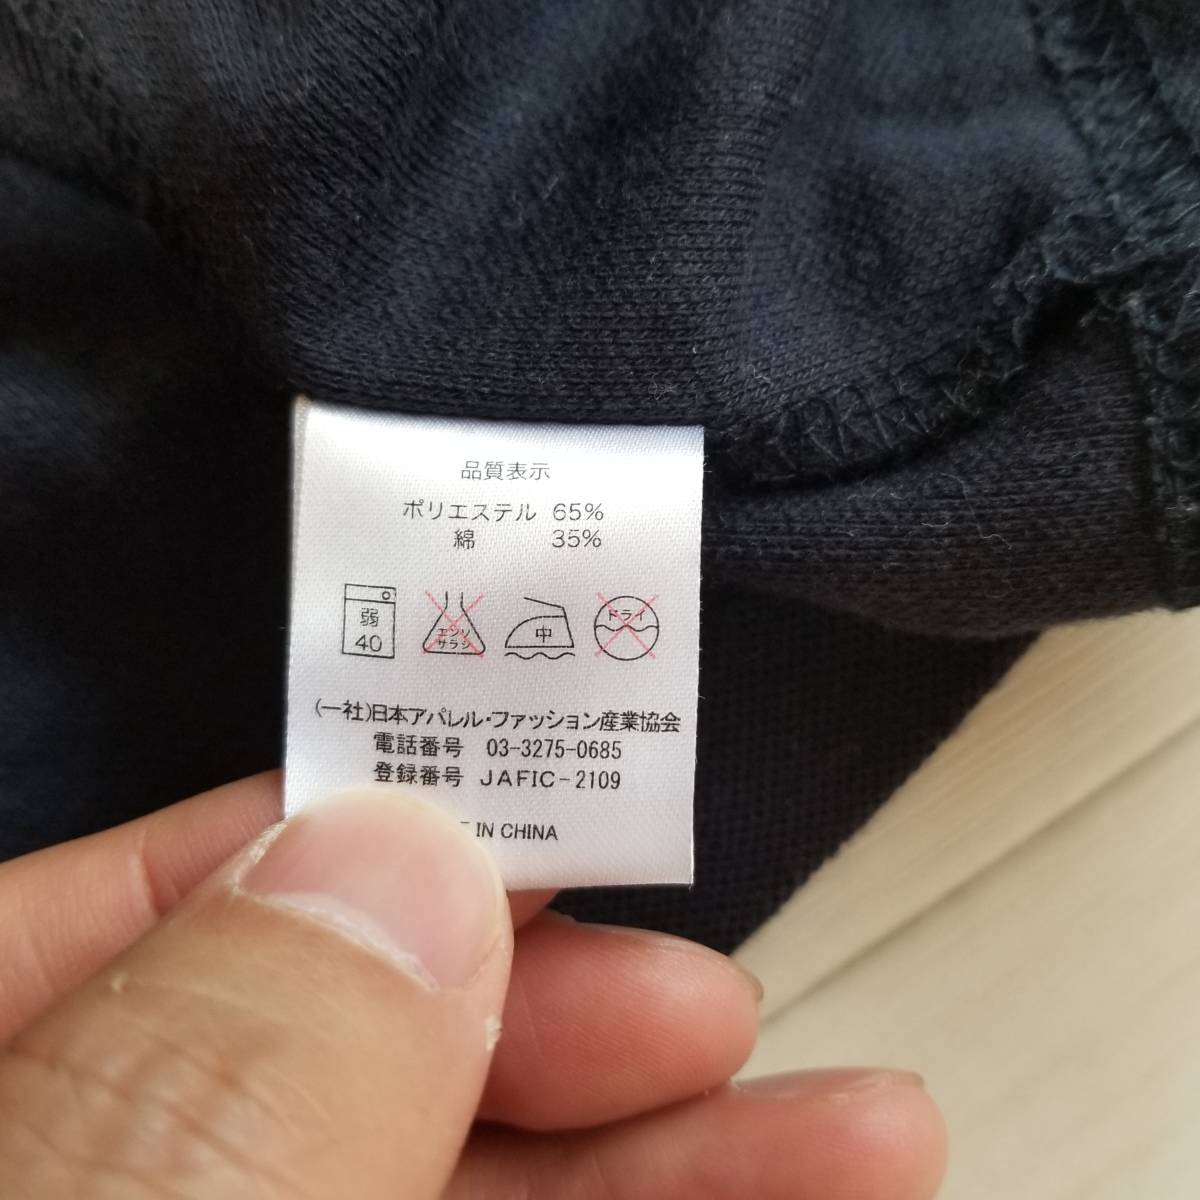 品質表示
ポリエステル 65%
綿 35%
弱 エンソ 中 ドライ
40 サラシ
(一社)日本アパレル・ファッション産業協会
電話番号 03-3275-0685
登録番号 JAFIC-2109
IN CHINA